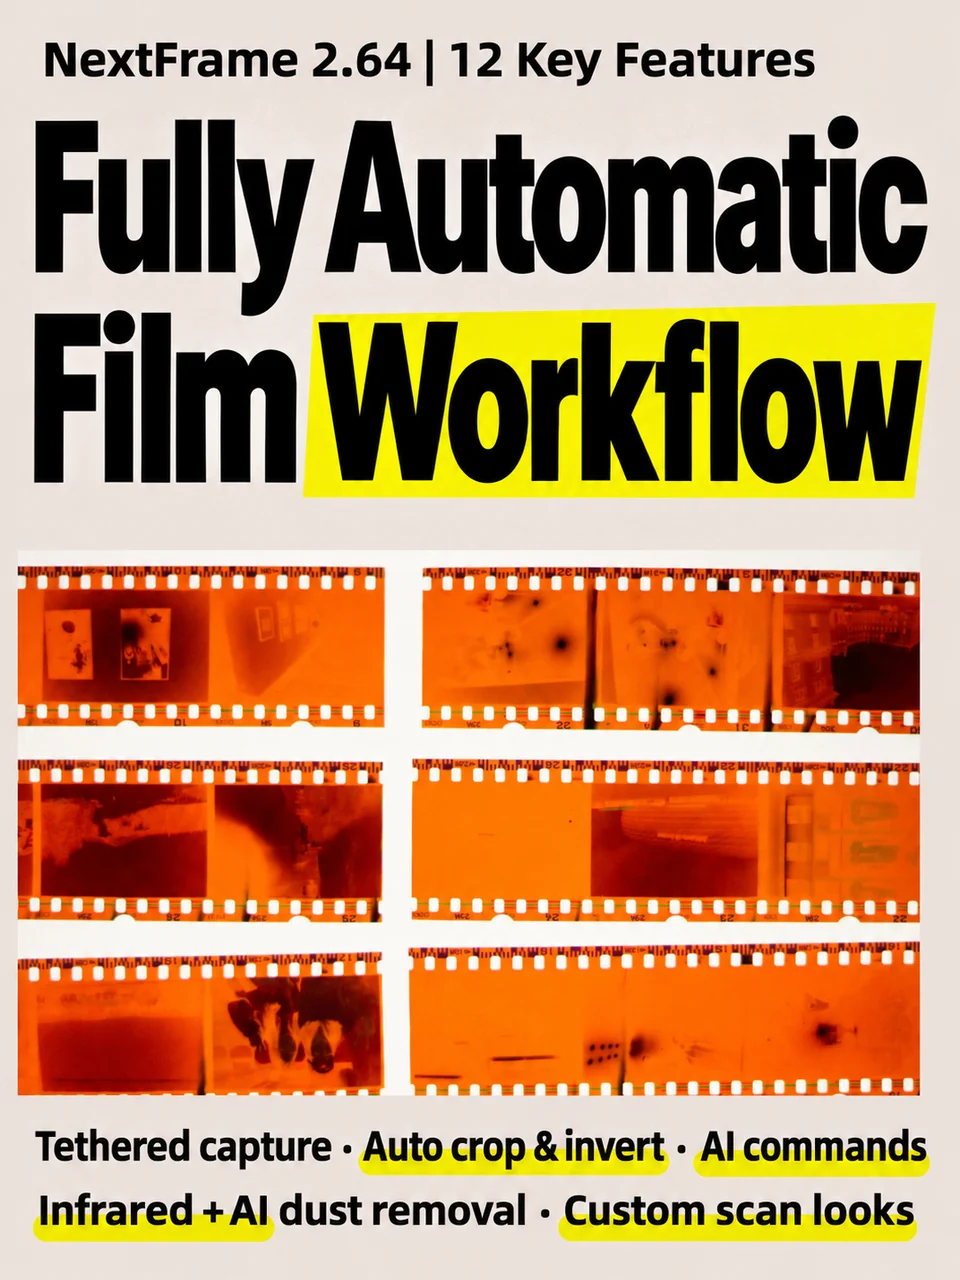 NextFrame 2.64 | 12 Key Features
Fully Automatic
Film Workflow
Tethered capture · Auto crop & invert · AI commands
Infrared + AI dust removal · Custom scan looks